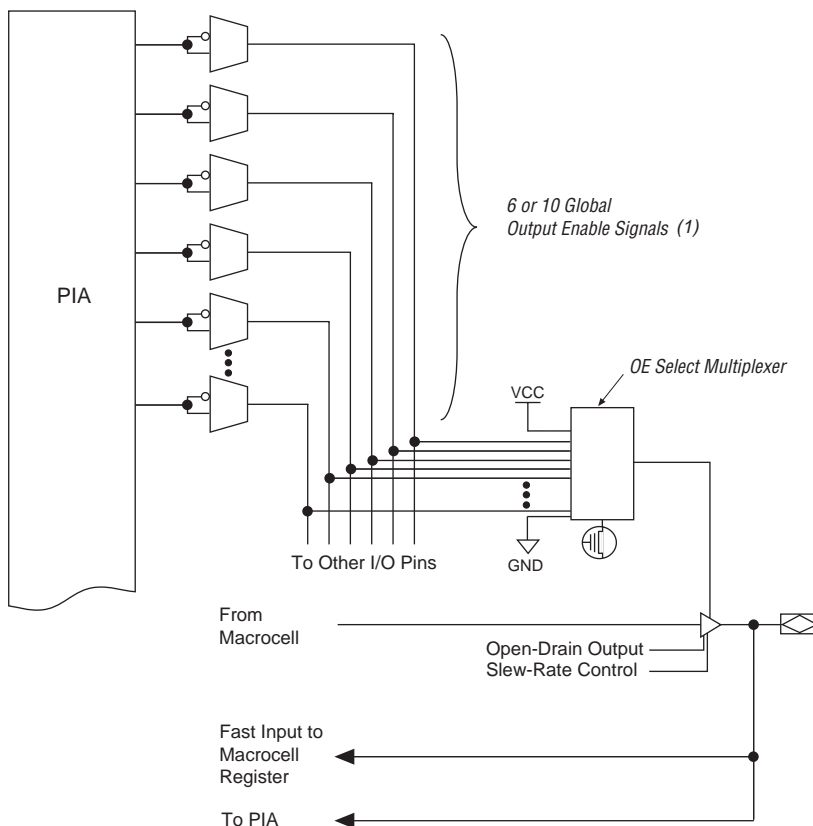 PIA
6 or 10 Global
Output Enable Signals (1)
OE Select Multiplexer
VCC
GND
To Other I/O Pins
From
Macrocell
Open-Drain Output
Slew-Rate Control
Fast Input to
Macrocell
Register
To PIA